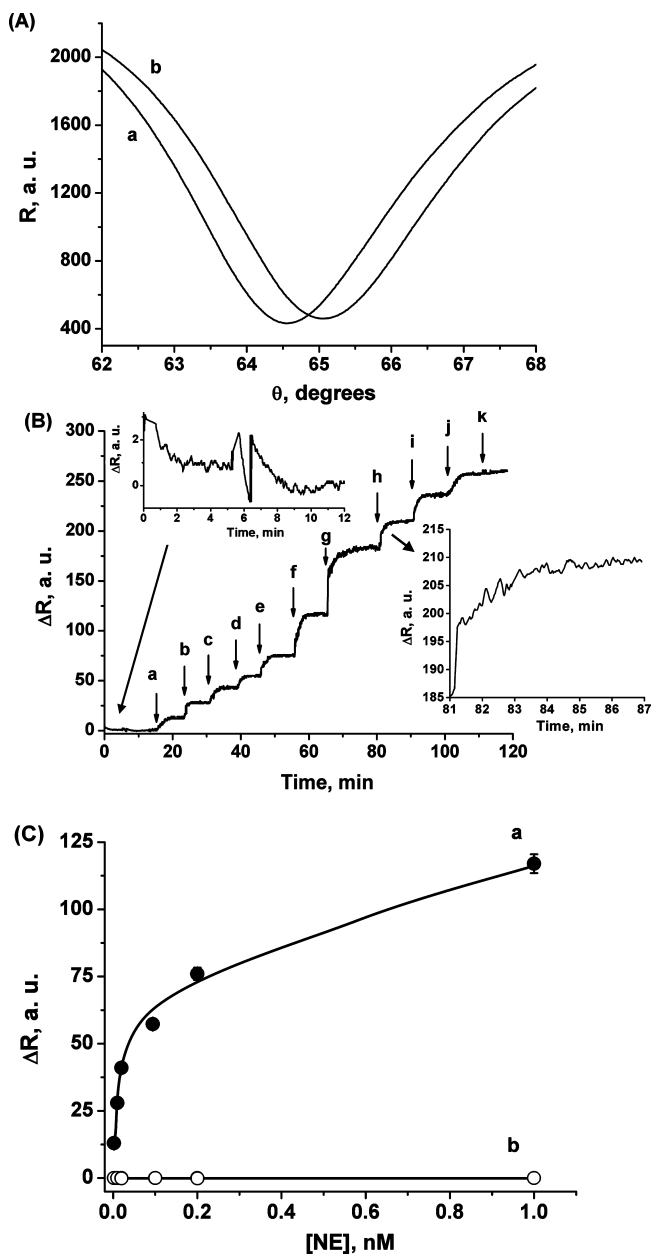 (A)
2000
1600
1200
800
400
R, a. u.
b
a
62 63 64 65 66 67 68
θ, degrees
(B)
300
250
200
150
100
50
0
ΔR, a. u.
2
0
ΔR, a. u.
0 2 4 6 8 10 12
Time, min
a b c d e f g h i j k
215
210
205
200
195
190
185
ΔR, a. u.
81 82 83 84 85 86 87
Time, min
0 20 40 60 80 100 120
Time, min
(C)
125
100
75
50
25
0
ΔR, a. u.
a
b
0.0 0.2 0.4 0.6 0.8 1.0
[NE], nM